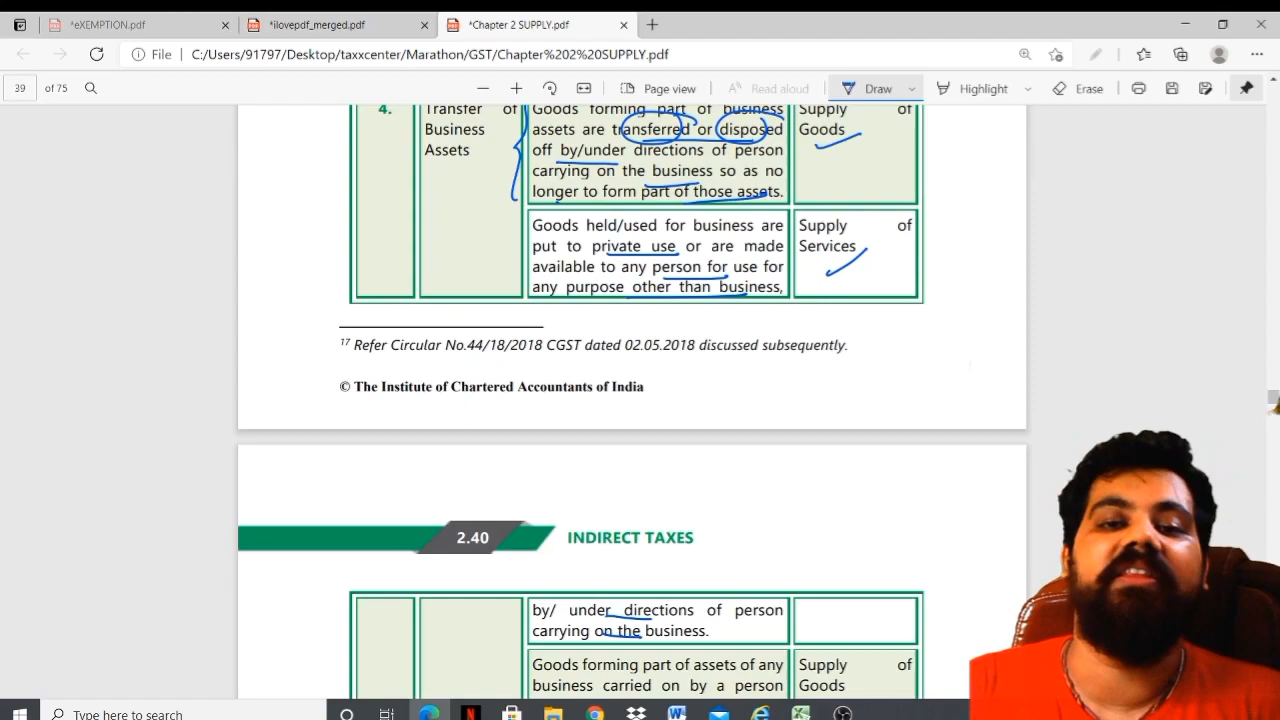 *eXEMPTION.pdf
*ilovepdf_merged.pdf
*Chapter 2 SUPPLY.pdf
File
C:/Users/91797/Desktop/taxxcenter/Marathon/GST/Chapter%202%20SUPPLY.pdf
39 of 75
Page view
Read aloud
Draw
Highlight
Erase
4.
Transfer of
Business
Assets
Goods forming part of business
assets are transferred or disposed
off by/under directions of person
carrying on the business so as no
longer to form part of those assets.
Supply of
Goods
Goods held/used for business are
put to private use or are made
available to any person for use for
any purpose other than business,
Supply of
Services
17 Refer Circular No.44/18/2018 CGST dated 02.05.2018 discussed subsequently.
© The Institute of Chartered Accountants of India
2.40
INDIRECT TAXES
by/ under directions of person
carrying on the business.
Goods forming part of assets of any
business carried on by a person
Supply of
Goods
Type here to search